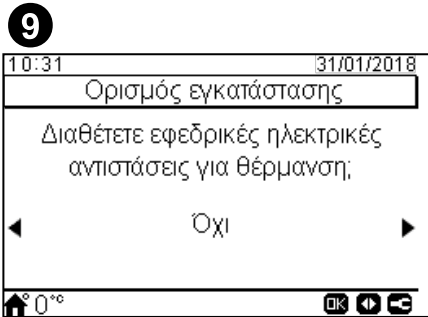 9
10:31 31/01/2018
Ορισμός εγκατάστασης
Διαθέτετε εφεδρικές ηλεκτρικές
αντιστάσεις για θέρμανση;
Όχι
0°c OK